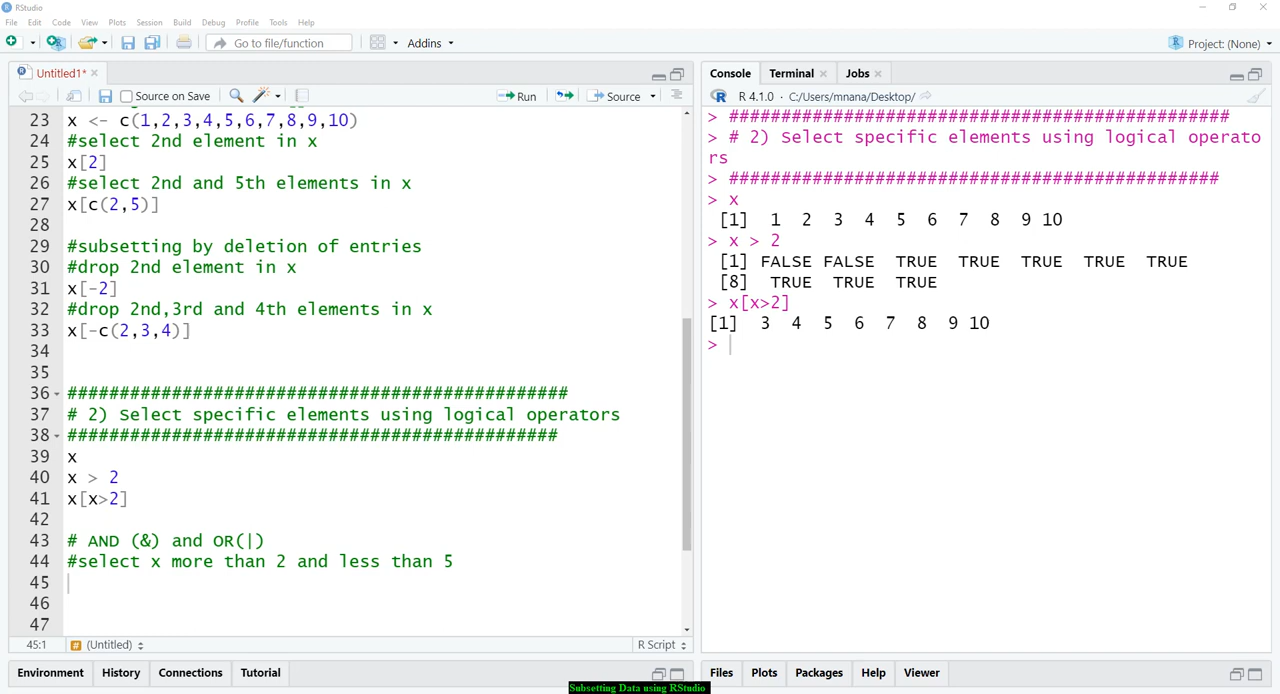 RStudio
File Edit Code View Plots Session Build Debug Profile Tools Help
Go to file/function Addins Project: (None)
Untitled1*
Source on Save Run Source
23 x <- c(1,2,3,4,5,6,7,8,9,10)
24 #select 2nd element in x
25 x[2]
26 #select 2nd and 5th elements in x
27 x[c(2,5)]
28
29 #subsetting by deletion of entries
30 #drop 2nd element in x
31 x[-2]
32 #drop 2nd,3rd and 4th elements in x
33 x[-c(2,3,4)]
34
35
36 ################################################
37 # 2) Select specific elements using logical operators
38 ###############################################
39 x
40 x > 2
41 x[x>2]
42
43 # AND (&) and OR(|)
44 #select x more than 2 and less than 5
45
46
47
45:1 # (Untitled) R Script
Environment History Connections Tutorial
Console Terminal Jobs
R 4.1.0 · C:/Users/mnana/Desktop/
> ################################################
> # 2) Select specific elements using logical operato
rs
> ###############################################
> x
[1] 1 2 3 4 5 6 7 8 9 10
> x > 2
[1] FALSE FALSE TRUE TRUE TRUE TRUE TRUE
[8] TRUE TRUE TRUE
> x[x>2]
[1] 3 4 5 6 7 8 9 10
>
Files Plots Packages Help Viewer
Subsetting Data using RStudio